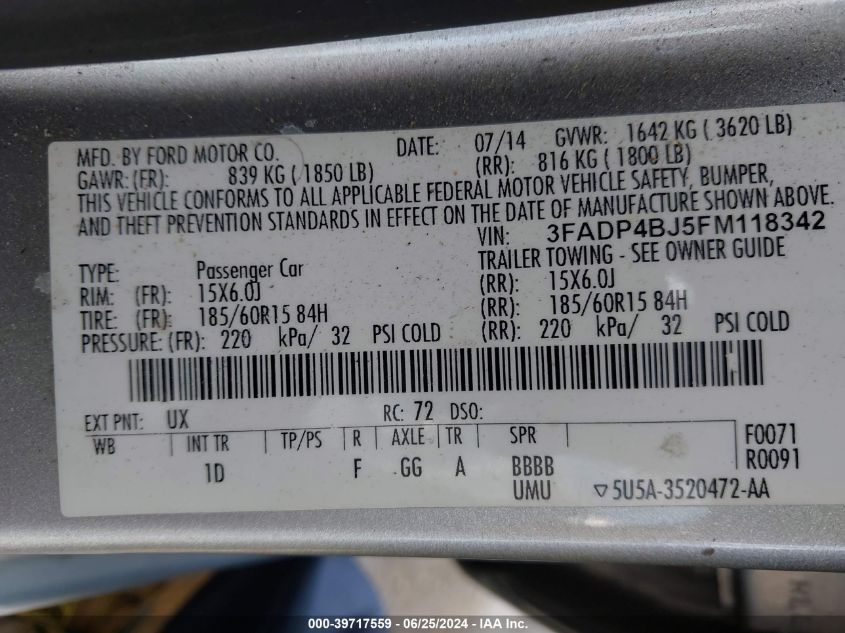 MFD. BY FORD MOTOR CO. DATE: 07/14 GVWR: 1642 KG ( 3620 LB)
GAWR: (FR): 839 KG ( 1850 LB) (RR): 816 KG ( 1800 LB)
THIS VEHICLE CONFORMS TO ALL APPLICABLE FEDERAL MOTOR VEHICLE SAFETY, BUMPER,
AND THEFT PREVENTION STANDARDS IN EFFECT ON THE DATE OF MANUFACTURE SHOWN ABOVE.
VIN: 3FADP4BJ5FM118342
TYPE: Passenger Car TRAILER TOWING - SEE OWNER GUIDE
RIM: (FR): 15X6.0J (RR): 15X6.0J
TIRE: (FR): 185/60R15 84H (RR): 185/60R15 84H
PRESSURE: (FR): 220 kPa/ 32 PSI COLD (RR): 220 kPa/ 32 PSI COLD
EXT PNT: UX RC: 72 DSO:
WB INT TR TP/PS R AXLE TR SPR F0071
1D F GG A BBBB R0091
UMU ▽5U5A-3520472-AA
000-39717559 - 06/25/2024 - IAA Inc.